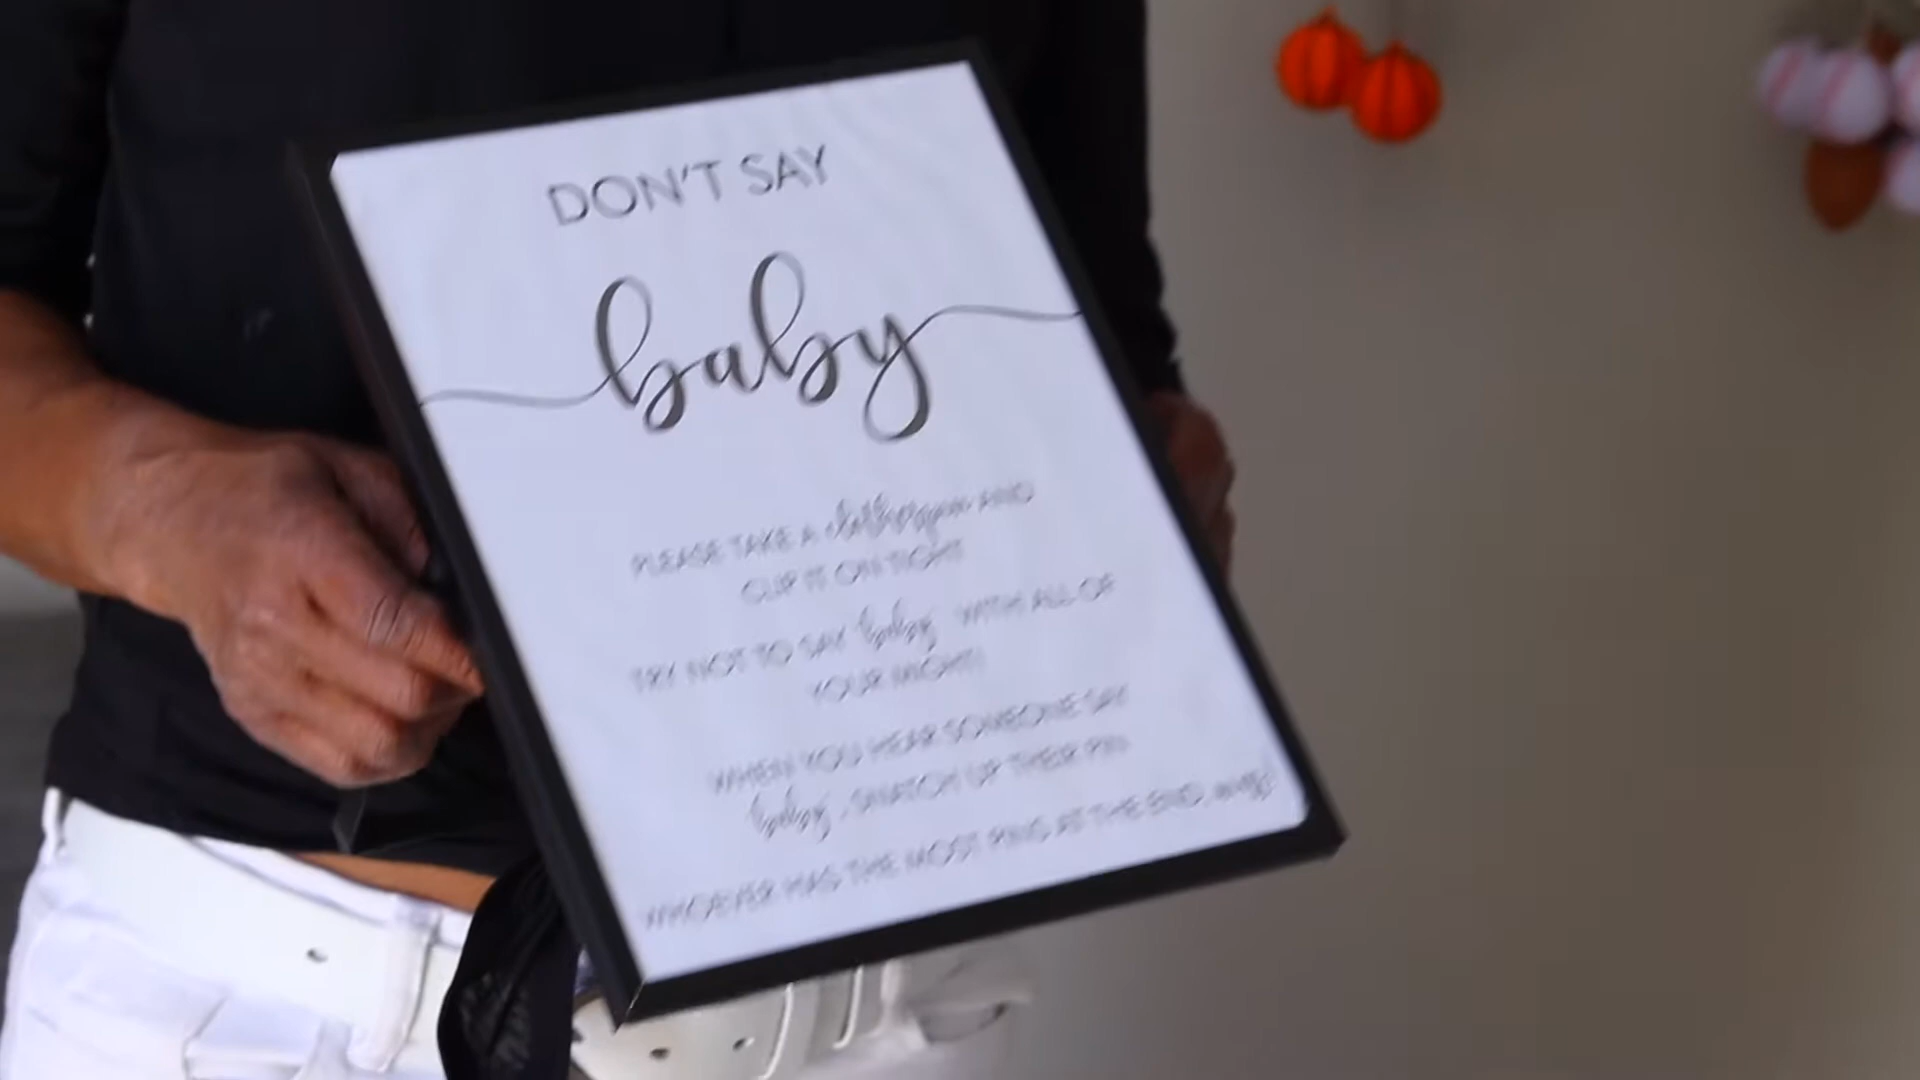 DON'T SAY
baby
PLEASE TAKE A clothespin AND
CLIP IT ON TIGHT
TRY NOT TO SAY baby WITH ALL OF
YOUR MIGHT!
WHEN YOU HEAR SOMEONE SAY
baby, SNATCH UP THEIR PIN
WHOEVER HAS THE MOST PINS AT THE END, wins!